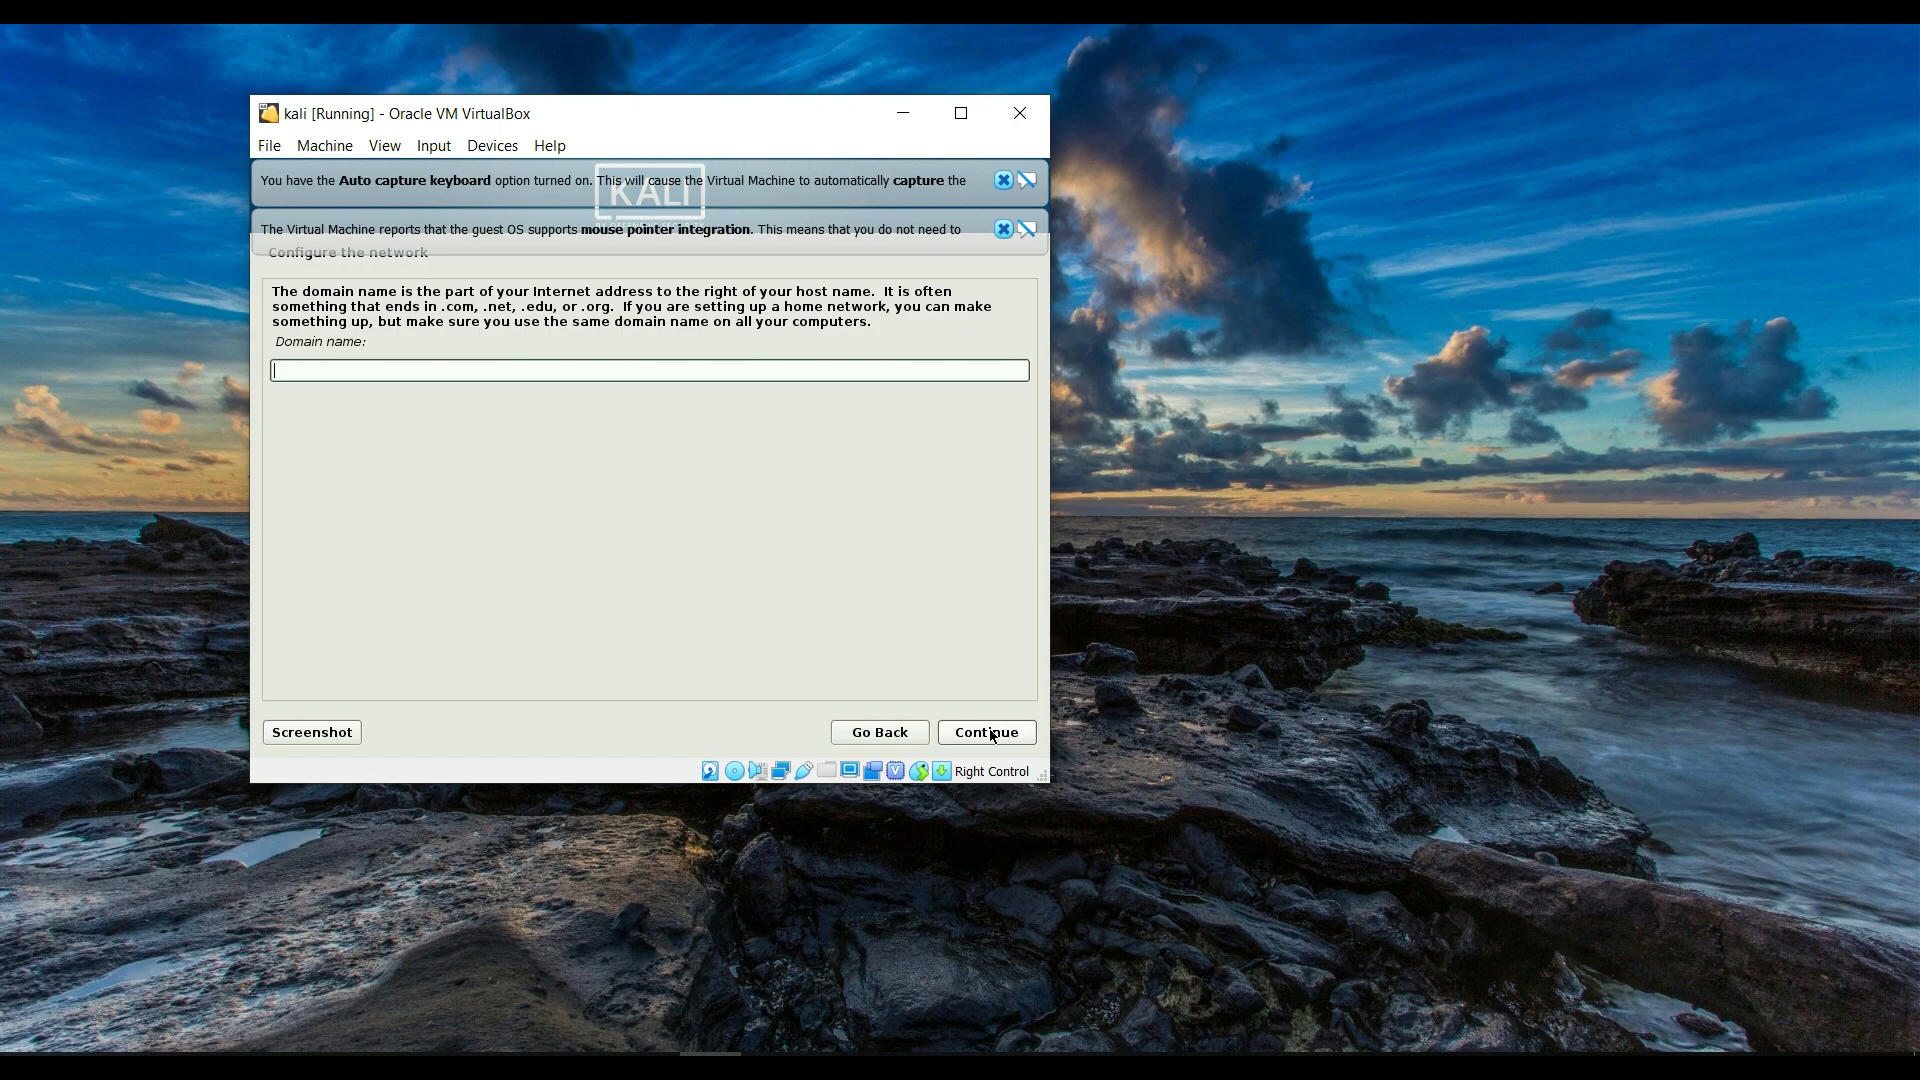 kali [Running] - Oracle VM VirtualBox
File Machine View Input Devices Help
You have the Auto capture keyboard option turned on. This will cause the Virtual Machine to automatically capture the
KALI
The Virtual Machine reports that the guest OS supports mouse pointer integration. This means that you do not need to
Configure the network
The domain name is the part of your Internet address to the right of your host name. It is often
something that ends in .com, .net, .edu, or .org. If you are setting up a home network, you can make
something up, but make sure you use the same domain name on all your computers.
Domain name:
Screenshot Go Back Continue
Right Control